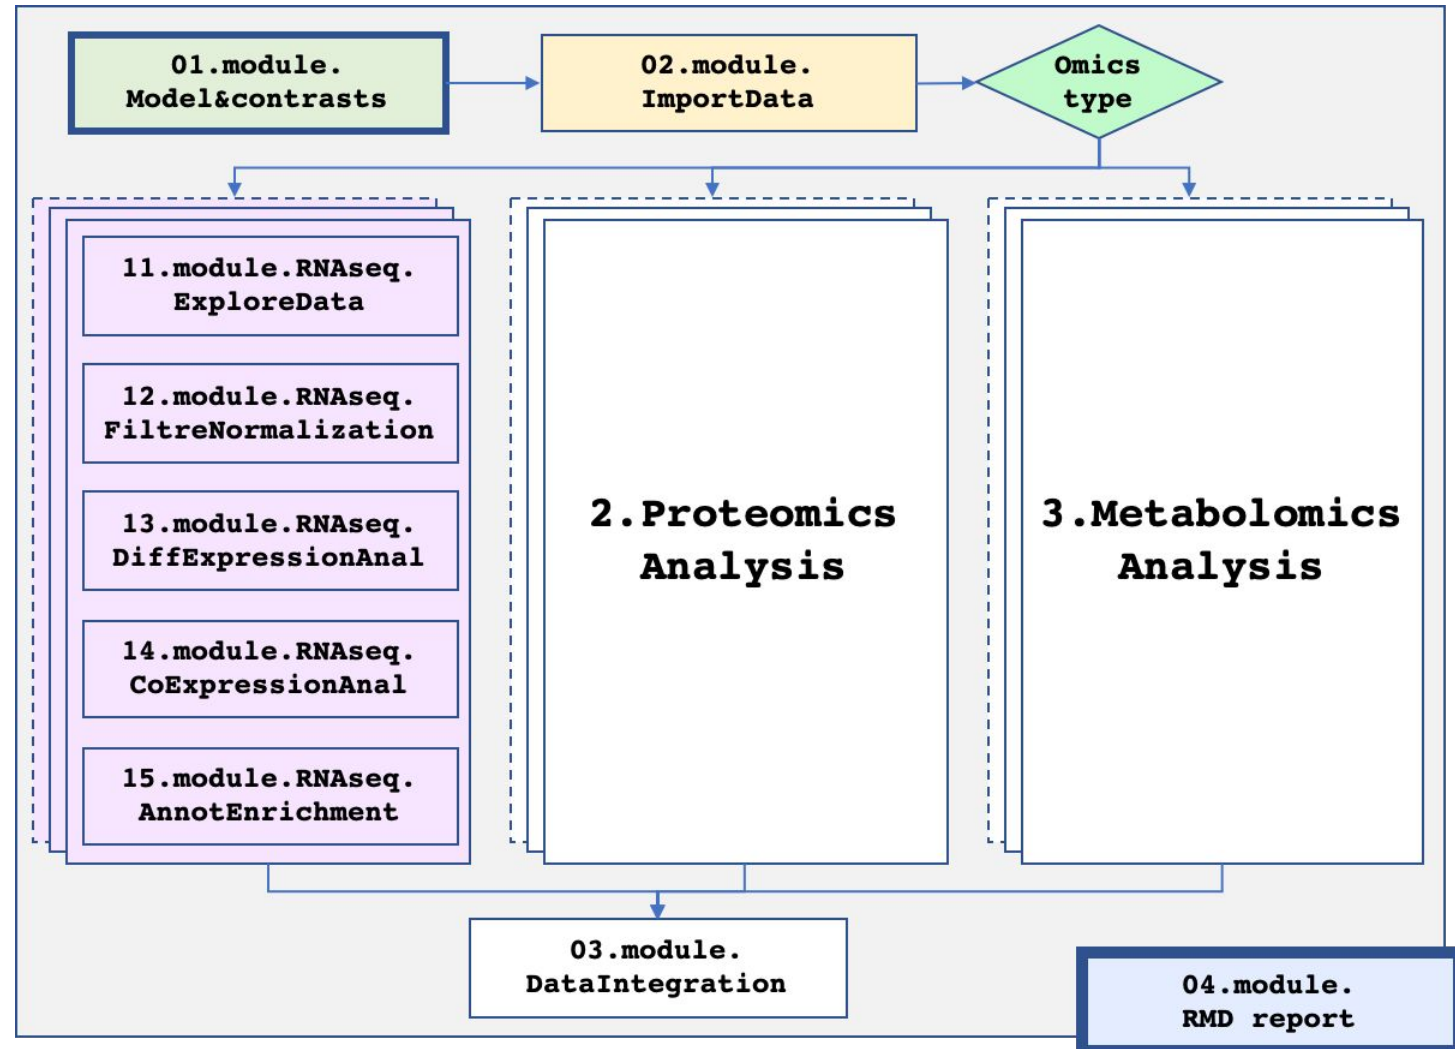 01.module.
Model&contrasts
02.module.
ImportData
Omics
type
11.module.RNAseq.
ExploreData
12.module.RNAseq.
FiltreNormalization
13.module.RNAseq.
DiffExpressionAnal
14.module.RNAseq.
CoExpressionAnal
15.module.RNAseq.
AnnotEnrichment
2.Proteomics
Analysis
3.Metabolomics
Analysis
03.module.
DataIntegration
04.module.
RMD report